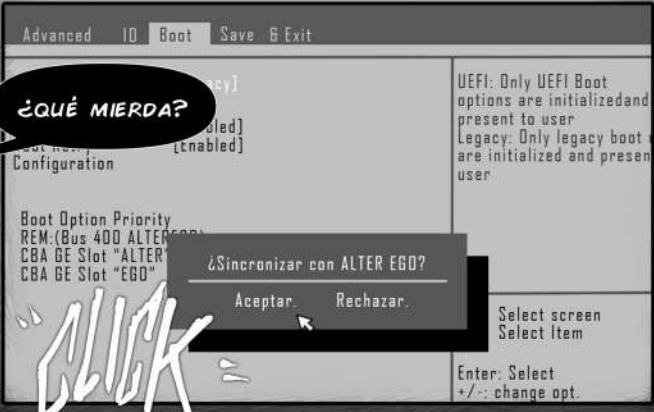 Advanced IO Boot Save & Exit
¿QUÉ MIERDA?
[Enabled]
Configuration
Boot Option Priority
REM:(Bus 400
CBA GE Slot "ALTER"
CBA GE Slot "EGO"
¿Sincronizar con ALTER EGO?
Aceptar. Rechazar.
CLICK
UEFI: Only UEFI Boot
options are initializedand
present to user
Legacy: Only legacy boot
are initialized and presen
user
Select screen
Select Item
Enter: Select
+/-: change opt.